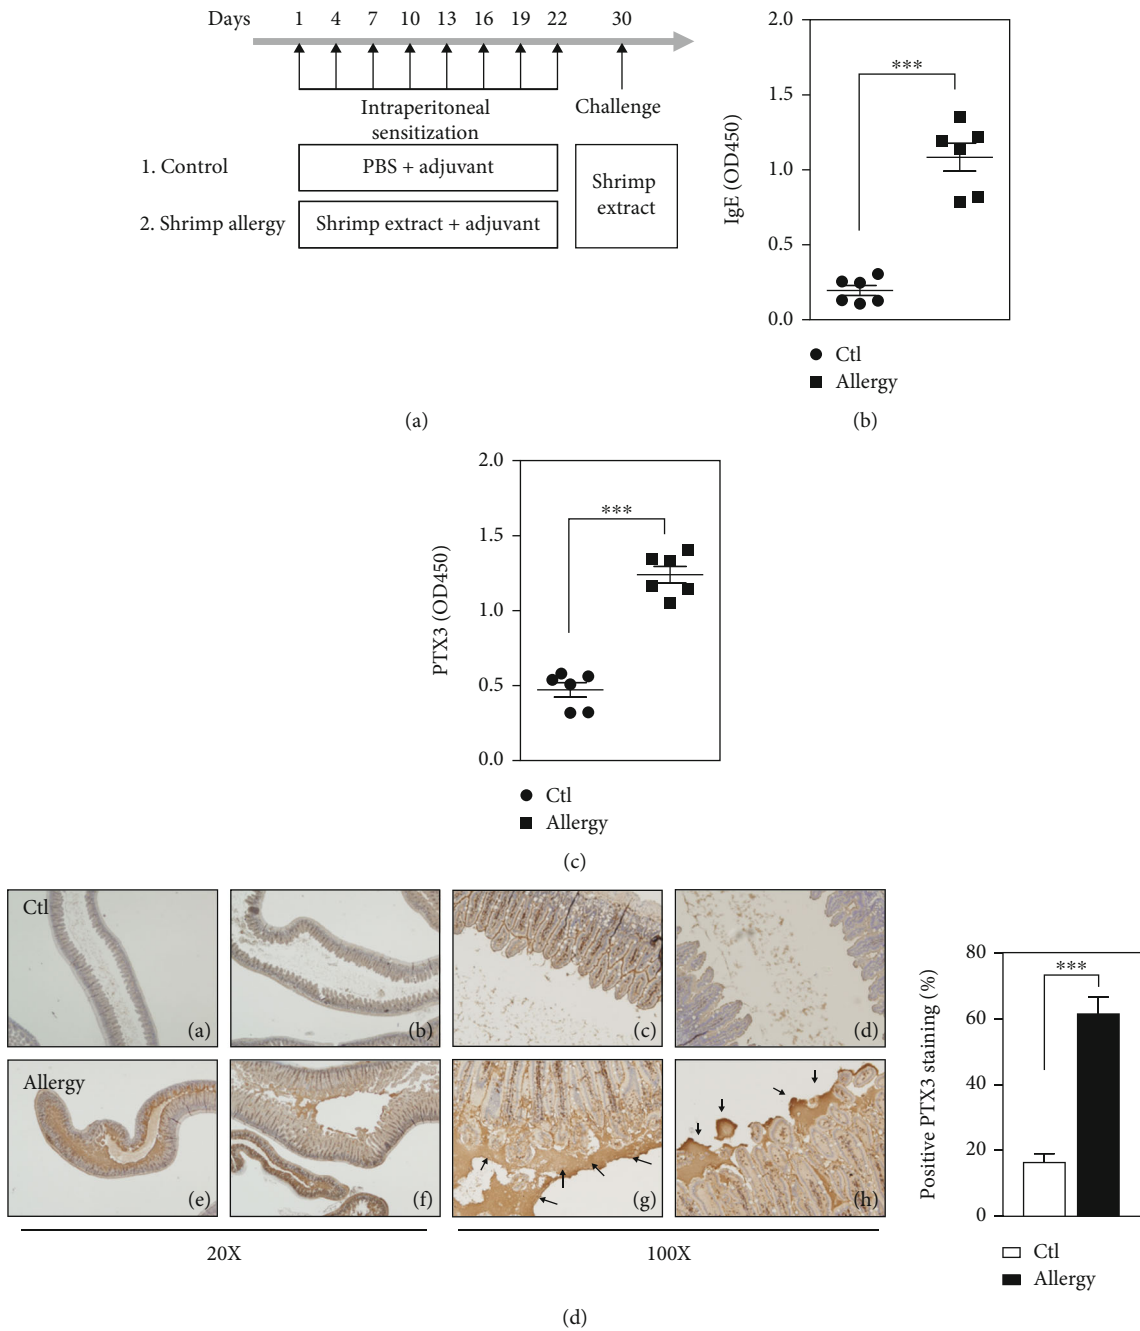 Days 1 4 7 10 13 16 19 22 30
Intraperitoneal
sensitization
Challenge
1. Control
PBS + adjuvant
2. Shrimp allergy
Shrimp extract + adjuvant
Shrimp
extract
(a)
2.0
1.5
1.0
0.5
0.0
IgE (OD450)
***
Ctl
Allergy
(b)
2.0
1.5
1.0
0.5
0.0
PTX3 (OD450)
***
Ctl
Allergy
(c)
Ctl
(a)
(b)
(c)
(d)
Allergy
(e)
(f)
(g)
(h)
20X
100X
80
60
40
20
0
Positive PTX3 staining (%)
***
Ctl
Allergy
(d)